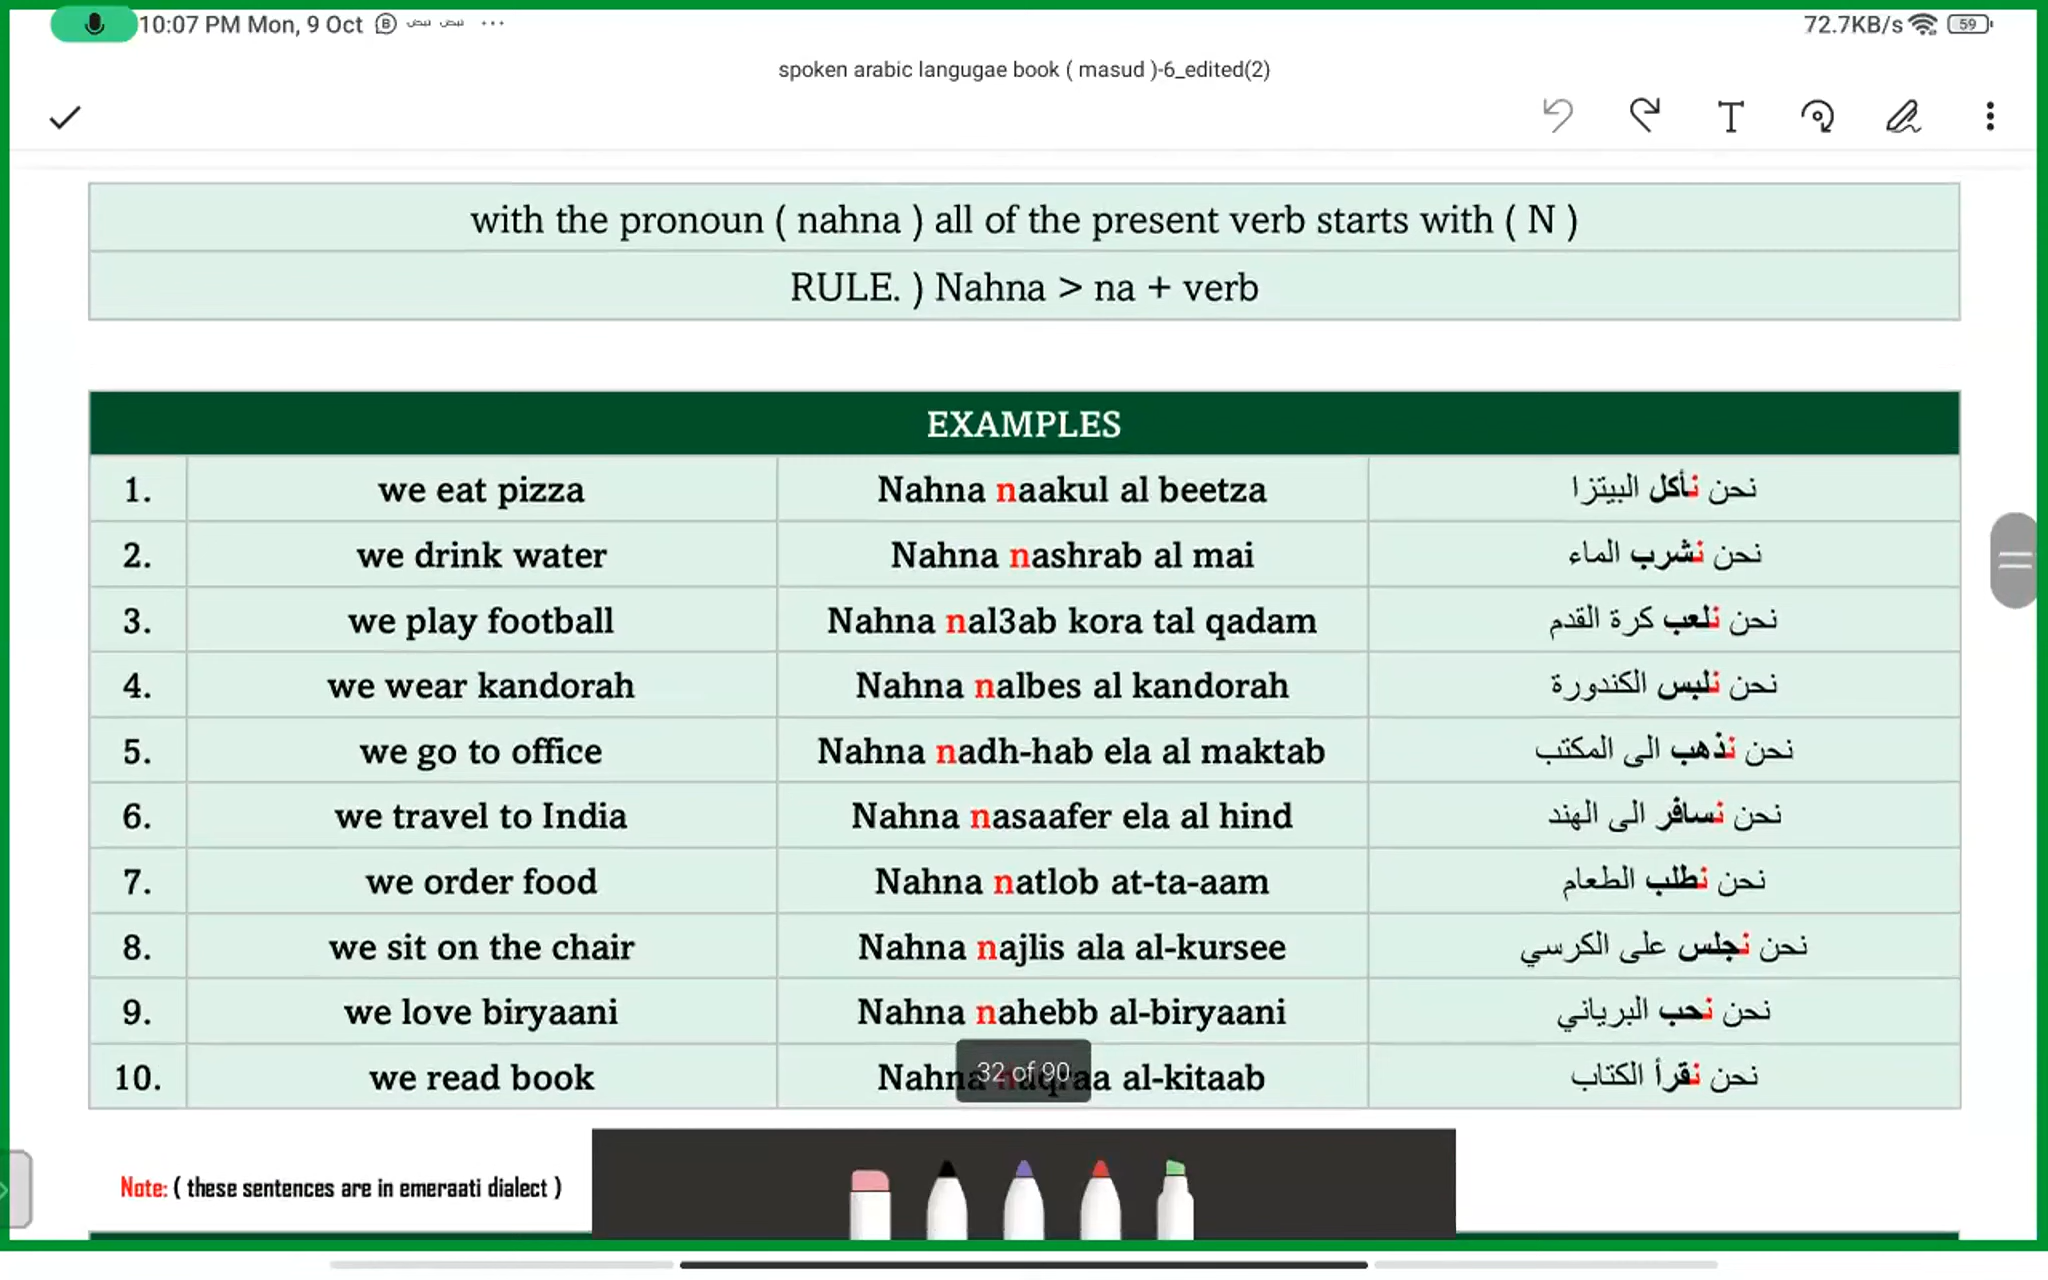 10:07 PM Mon, 9 Oct
72.7KB/s 59
spoken arabic langugae book ( masud )-6_edited(2)
with the pronoun ( nahna ) all of the present verb starts with ( N )
RULE. ) Nahna > na + verb
EXAMPLES
1. we eat pizza Nahna naakul al beetza نحن نأكل البيتزا
2. we drink water Nahna nashrab al mai نحن نشرب الماء
3. we play football Nahna nal3ab kora tal qadam نحن نلعب كرة القدم
4. we wear kandorah Nahna nalbes al kandorah نحن نلبس الكندورة
5. we go to office Nahna nadh-hab ela al maktab نحن نذهب الى المكتب
6. we travel to India Nahna nasaafer ela al hind نحن نسافر الى الهند
7. we order food Nahna natlob at-ta-aam نحن نطلب الطعام
8. we sit on the chair Nahna najlis ala al-kursee نحن نجلس على الكرسي
9. we love biryaani Nahna nahebb al-biryaani نحن نحب البرياني
10. we read book Nahna naqraa al-kitaab نحن نقرأ الكتاب
32 of 90
Note: ( these sentences are in emeraati dialect )